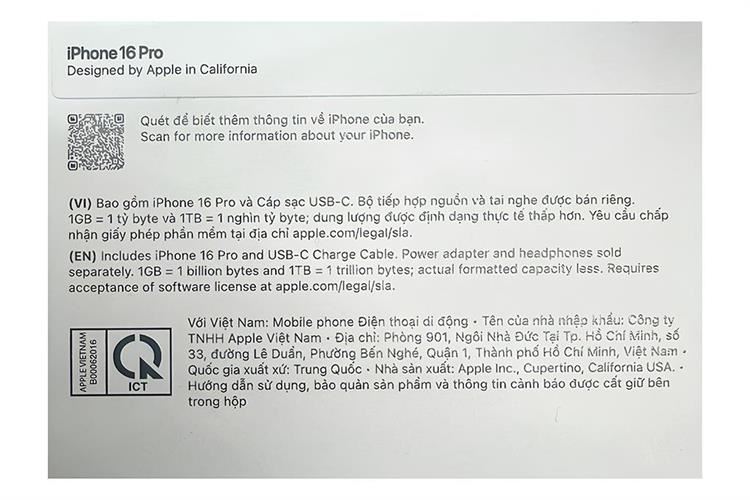 iPhone 16 Pro
Designed by Apple in California
Quét để biết thêm thông tin về iPhone của bạn.
Scan for more information about your iPhone.
(VI) Bao gồm iPhone 16 Pro và Cáp sạc USB-C. Bộ tiếp hợp nguồn và tai nghe được bán riêng.
1GB = 1 tỷ byte và 1TB = 1 nghìn tỷ byte; dung lượng được định dạng thực tế thấp hơn. Yêu cầu chấp
nhận giấy phép phần mềm tại địa chỉ apple.com/legal/sla.
(EN) Includes iPhone 16 Pro and USB-C Charge Cable. Power adapter and headphones sold
separately. 1GB = 1 billion bytes and 1TB = 1 trillion bytes; actual formatted capacity less. Requires
acceptance of software license at apple.com/legal/sla.
APPLE VIETNAM
B00062016
ICT
Với Việt Nam: Mobile phone Điện thoại di động • Tên của nhà nhập khẩu: Công ty
TNHH Apple Việt Nam • Địa chỉ: Phòng 901, Ngôi Nhà Đức Tại Tp. Hồ Chí Minh, số
33, đường Lê Duẩn, Phường Bến Nghé, Quận 1, Thành phố Hồ Chí Minh, Việt Nam •
Quốc gia xuất xứ: Trung Quốc • Nhà sản xuất: Apple Inc., Cupertino, California USA. •
Hướng dẫn sử dụng, bảo quản sản phẩm và thông tin cảnh báo được cất giữ bên
trong hộp